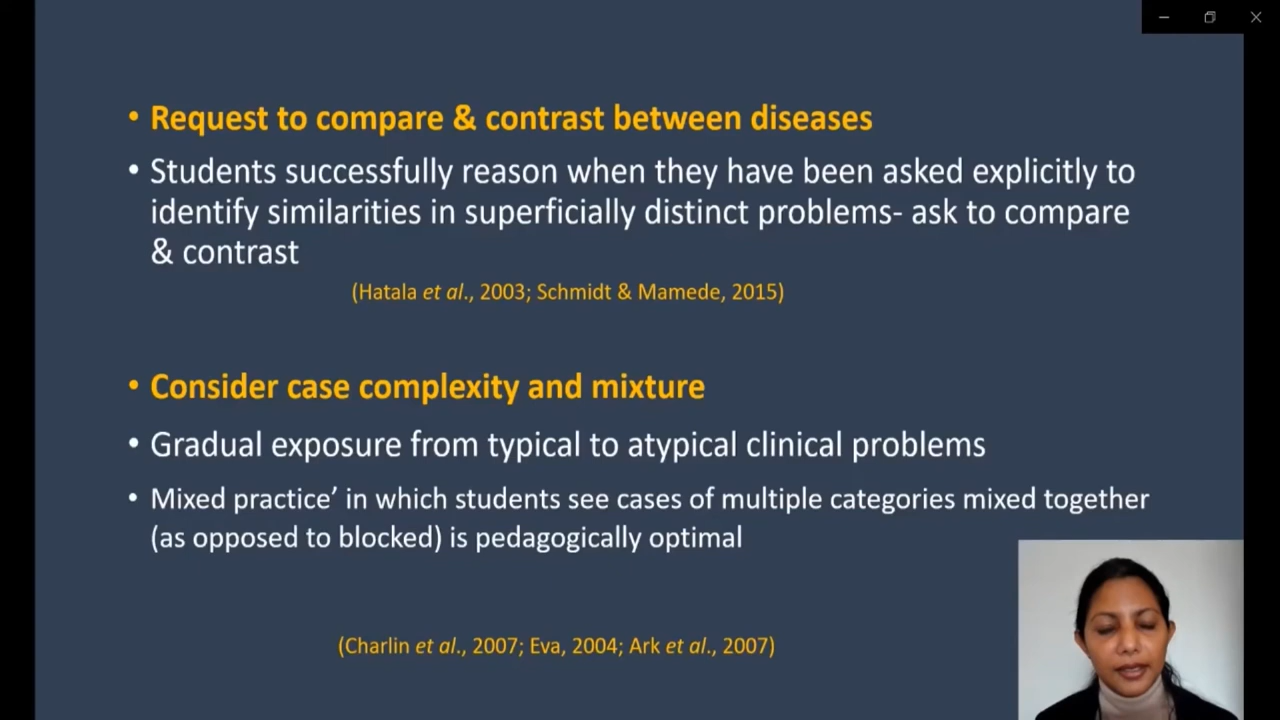 • Request to compare & contrast between diseases
• Students successfully reason when they have been asked explicitly to
identify similarities in superficially distinct problems- ask to compare
& contrast
(Hatala et al., 2003; Schmidt & Mamede, 2015)
• Consider case complexity and mixture
• Gradual exposure from typical to atypical clinical problems
• Mixed practice’ in which students see cases of multiple categories mixed together
(as opposed to blocked) is pedagogically optimal
(Charlin et al., 2007; Eva, 2004; Ark et al., 2007)